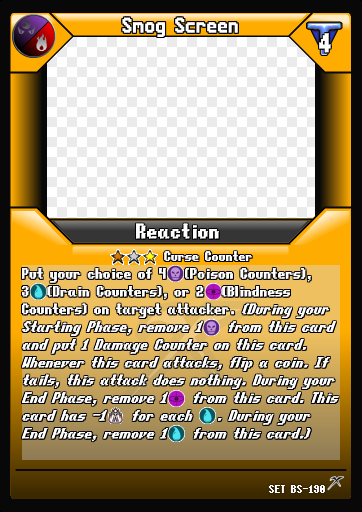 Smog Screen
4
Reaction
Curse Counter
Put your choice of 4(Poison Counters),
3(Drain Counters), or 2(Blindness
Counters) on target attacker. (During your
Starting Phase, remove 1 from this card
and put 1 Damage Counter on this card.
Whenever this card attacks, flip a coin. If
tails, this attack does nothing. During your
End Phase, remove 1 from this card. This
card has -1 for each . During your
End Phase, remove 1 from this card.)
SET BS-190